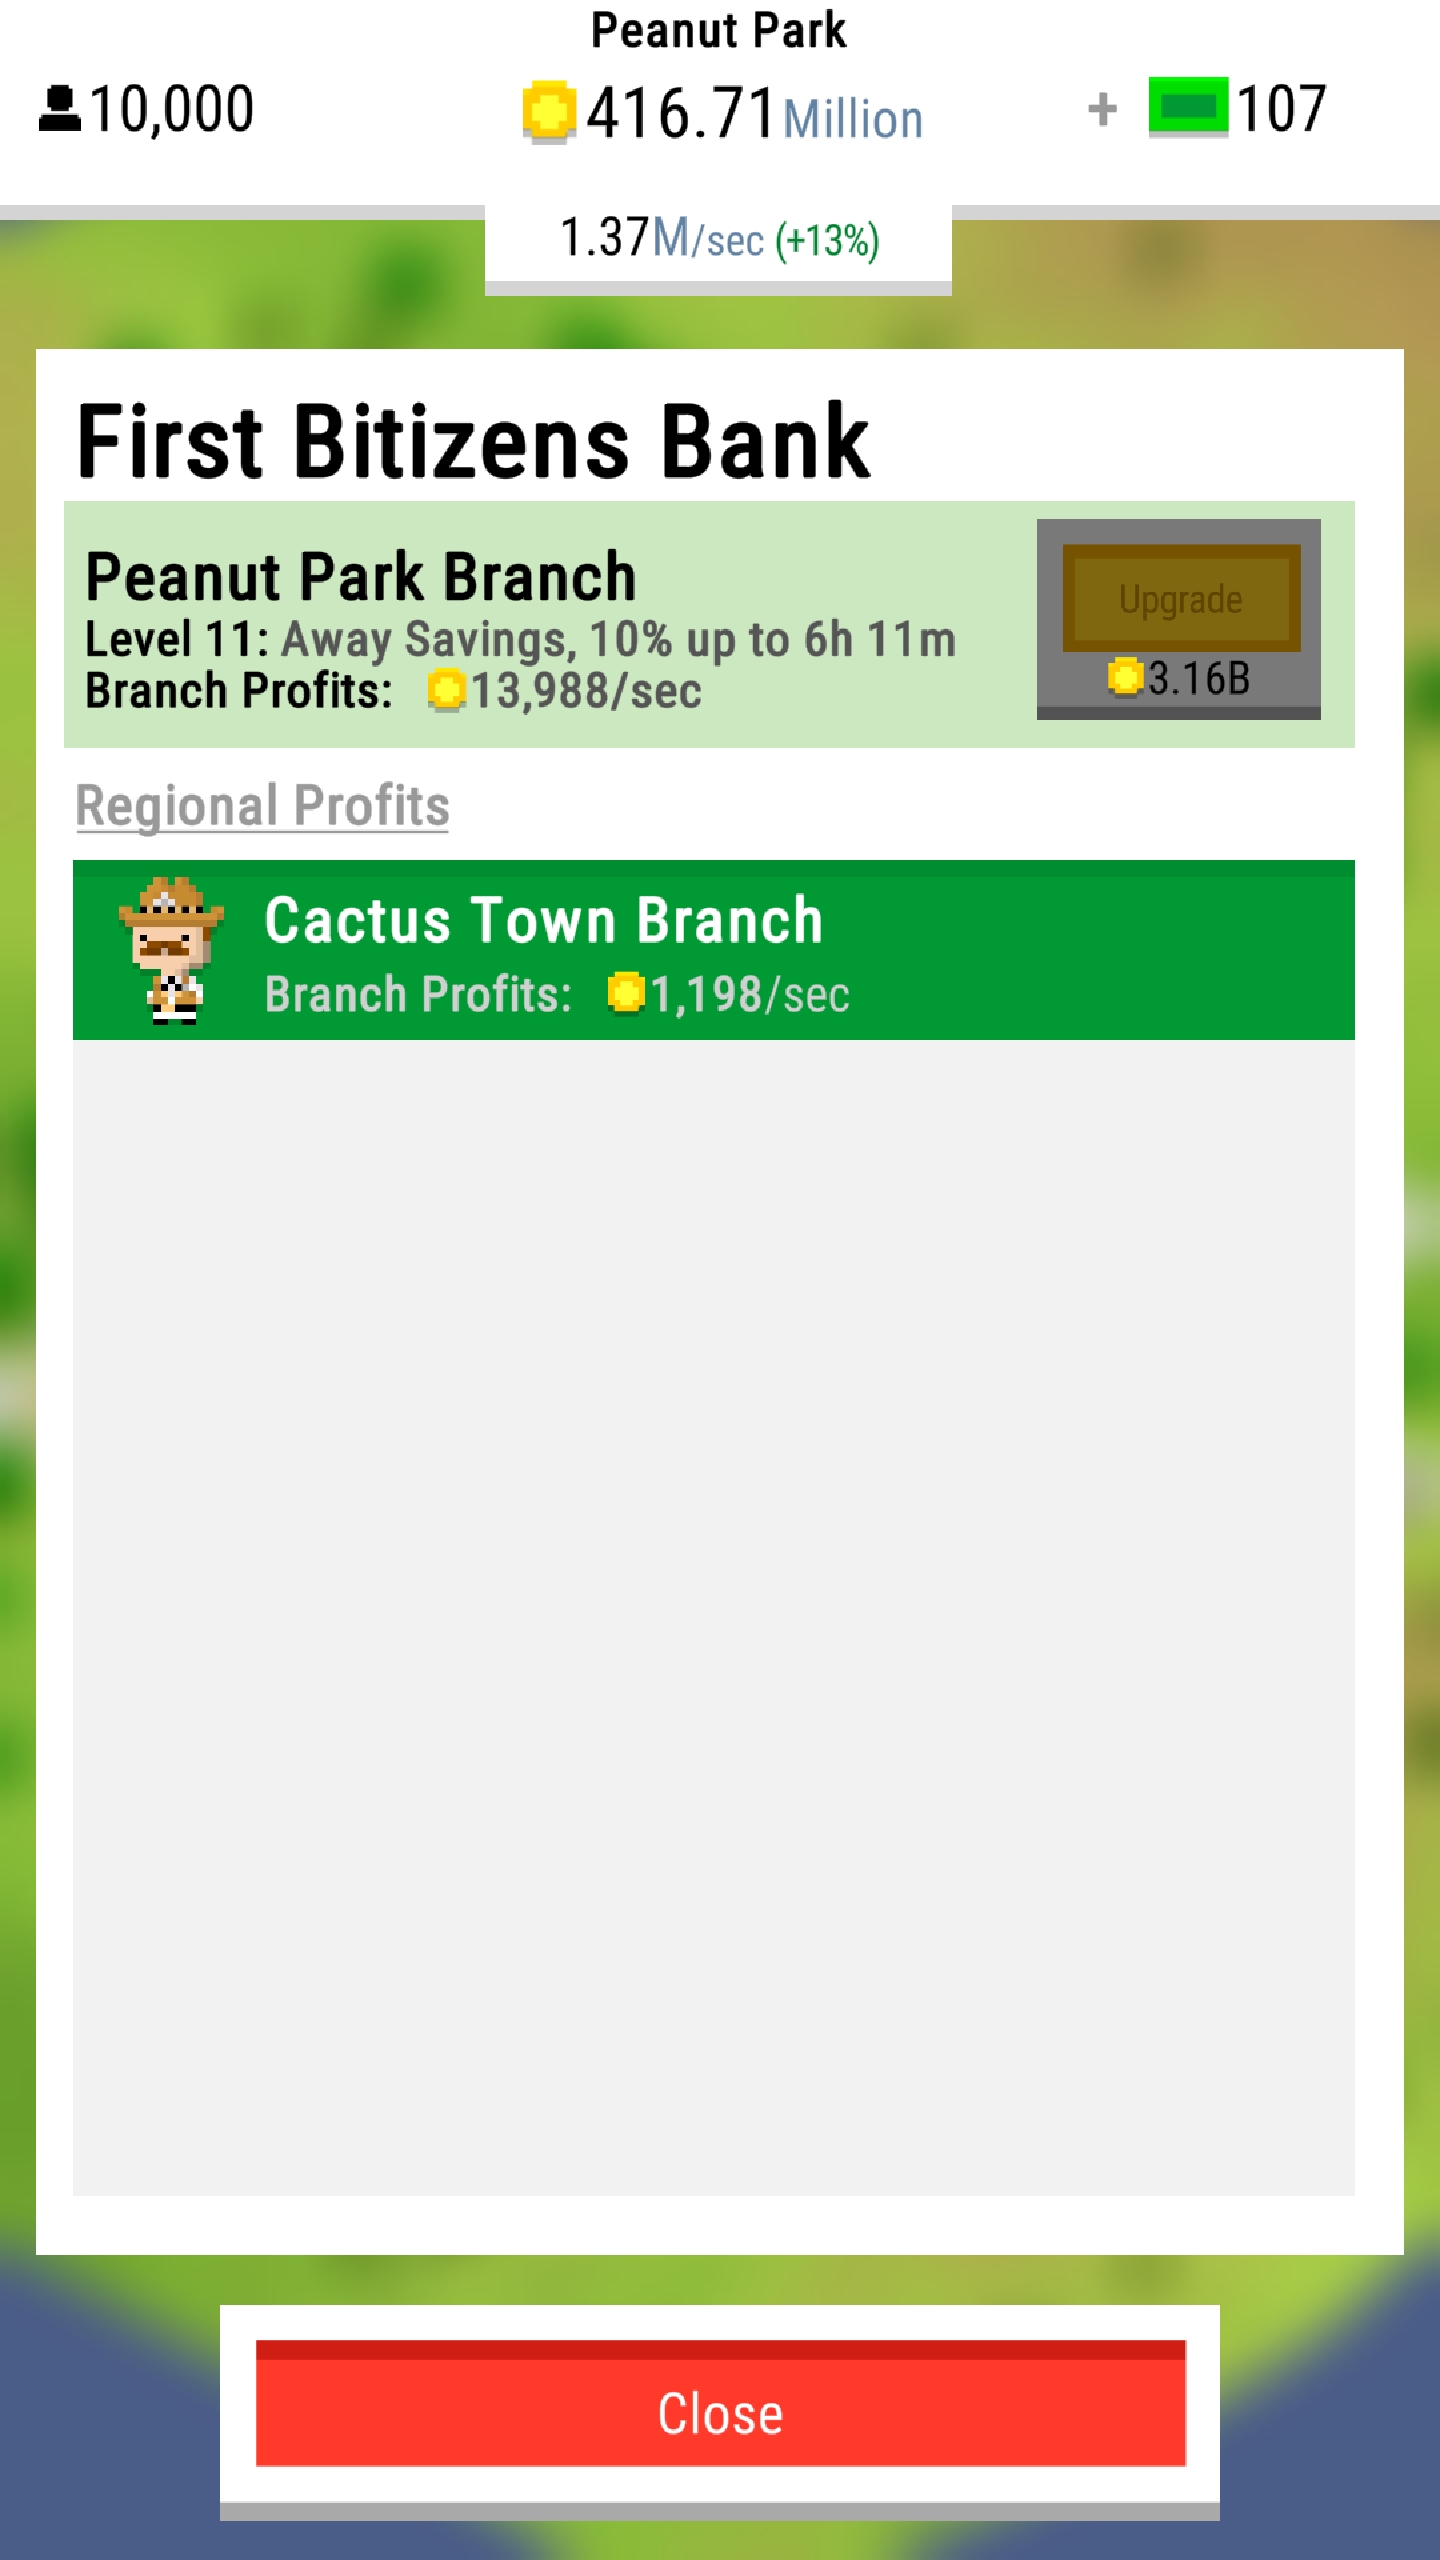 Peanut Park
10,000
416.71Million
+ 107
1.37M/sec (+13%)
First Bitizens Bank
Peanut Park Branch
Level 11: Away Savings, 10% up to 6h 11m
Branch Profits: 13,988/sec
Upgrade
3.16B
Regional Profits
Cactus Town Branch
Branch Profits: 1,198/sec
Close